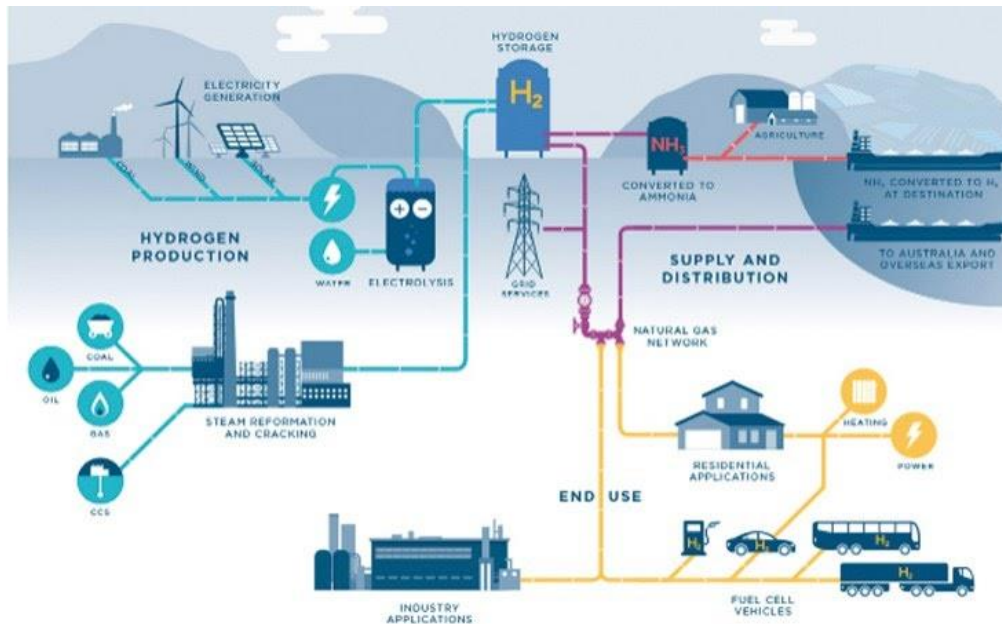 HYDROGEN
STORAGE
H2
ELECTRICITY
GENERATION
COAL
WIND
SOLAR
HYDROGEN
PRODUCTION
WATER
ELECTROLYSIS
NH3
CONVERTED TO
AMMONIA
AGRICULTURE
NH3 CONVERTED TO H2
AT DESTINATION
TO AUSTRALIA AND
OVERSEAS EXPORT
SUPPLY AND
DISTRIBUTION
GRID
SERVICES
NATURAL GAS
NETWORK
COAL
OIL
GAS
CCS
STEAM REFORMATION
AND CRACKING
RESIDENTIAL
APPLICATIONS
HEATING
POWER
END USE
INDUSTRY
APPLICATIONS
H2
H2
H2
H2
FUEL CELL
VEHICLES